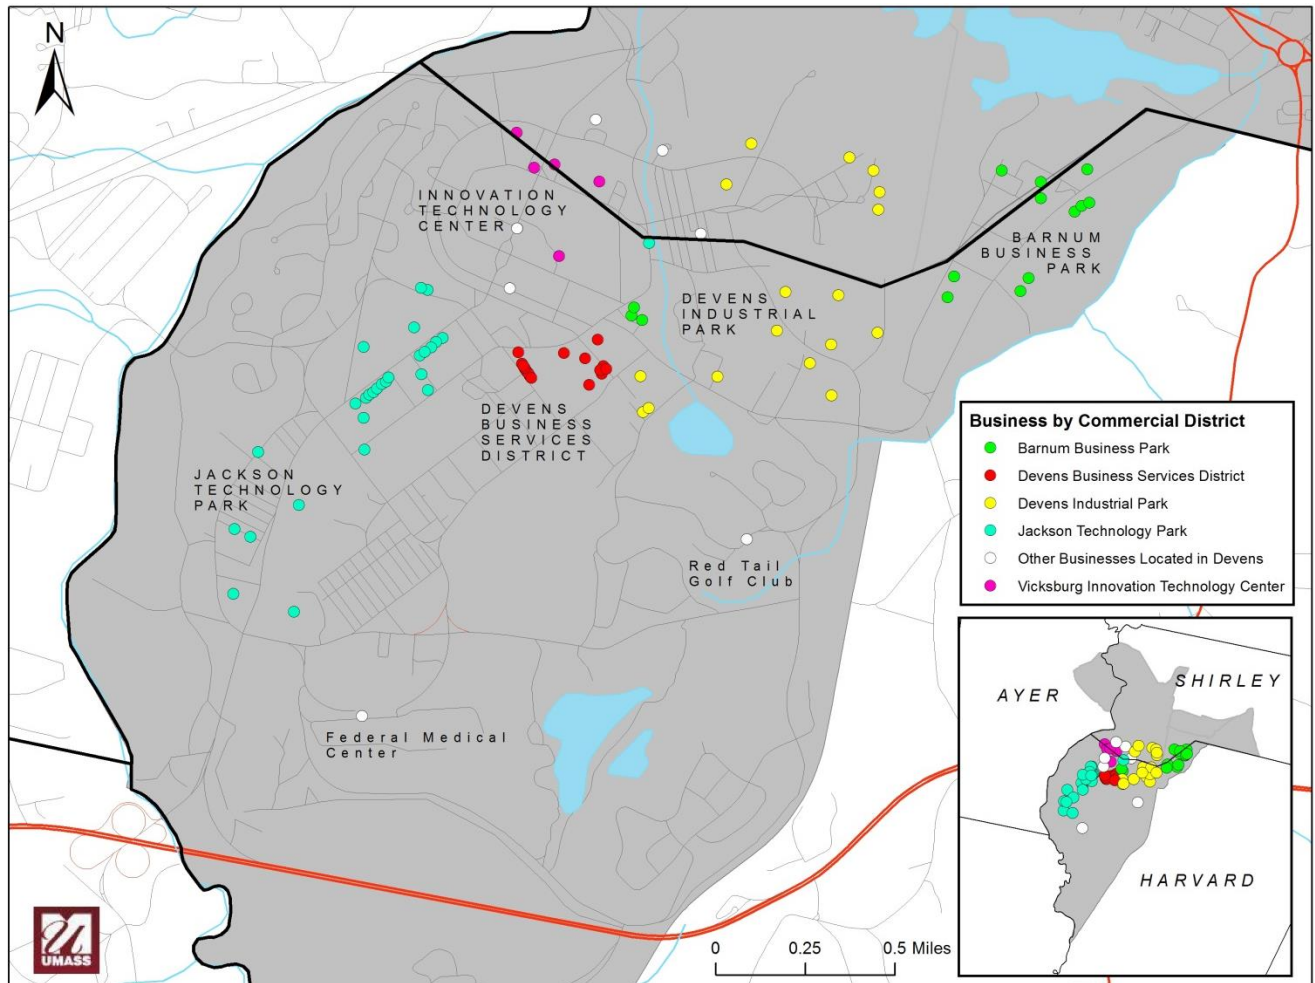 N
INNOVATION
TECHNOLOGY
CENTER
BARNUM
BUSINESS
PARK
DEVENS
INDUSTRIAL
PARK
DEVENS
BUSINESS
SERVICES
DISTRICT
JACKSON
TECHNOLOGY
PARK
Red Tail
Golf Club
Federal Medical
Center
Business by Commercial District
Barnum Business Park
Devens Business Services District
Devens Industrial Park
Jackson Technology Park
Other Businesses Located in Devens
Vicksburg Innovation Technology Center
AYER
SHIRLEY
HARVARD
UMASS
0 0.25 0.5 Miles